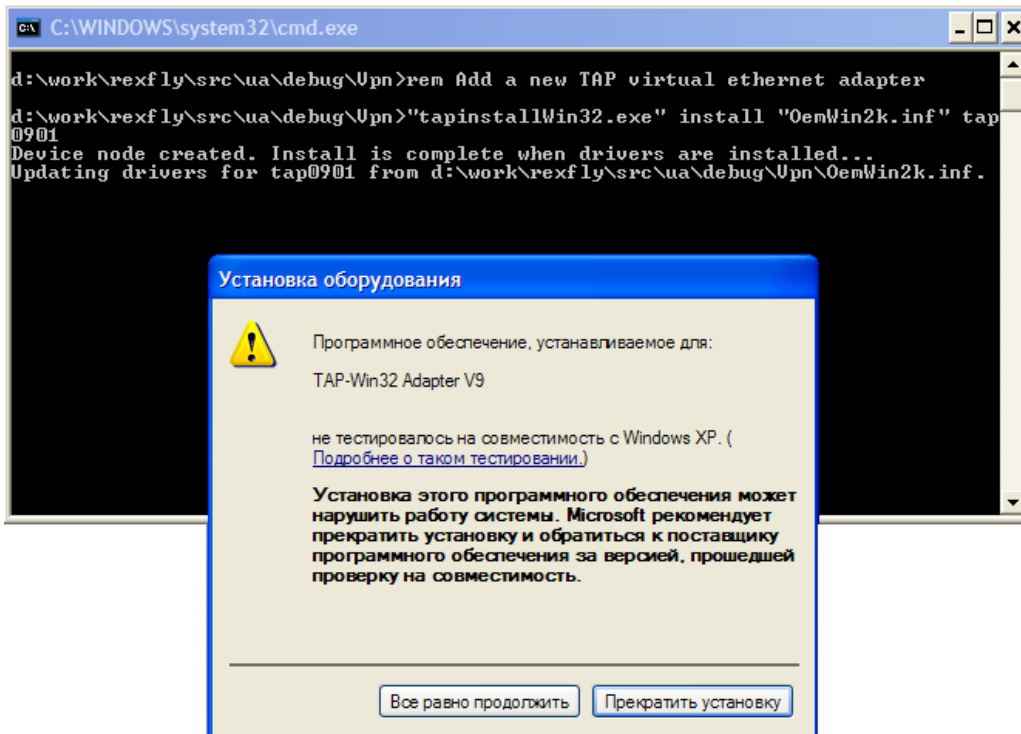 C:\WINDOWS\system32\cmd.exe
d:\work\rexfly\src\ua\debug\Vpn>rem Add a new TAP virtual ethernet adapter
d:\work\rexfly\src\ua\debug\Vpn>"tapinstallWin32.exe" install "OemWin2k.inf" tap
0901
Device node created. Install is complete when drivers are installed...
Updating drivers for tap0901 from d:\work\rexfly\src\ua\debug\Vpn\OemWin2k.inf.
Установка оборудования
Программное обеспечение, устанавливаемое для:
TAP-Win32 Adapter V9
не тестировалось на совместимость с Windows XP. (
Подробнее о таком тестировании.)
Установка этого программного обеспечения может
нарушить работу системы. Microsoft рекомендует
прекратить установку и обратиться к поставщику
программного обеспечения за версией, прошедшей
проверку на совместимость.
Все равно продолжить
Прекратить установку